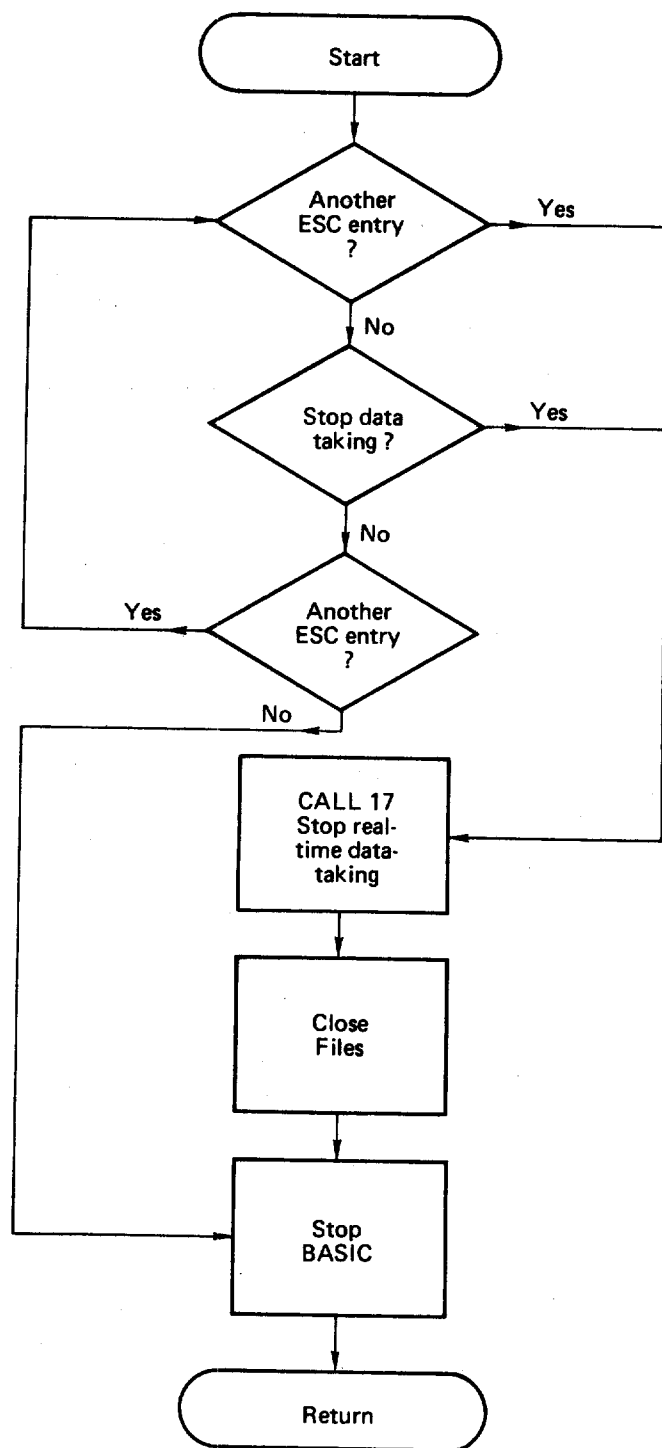 Start
Another
ESC entry
?
Yes
No
Stop data
taking ?
Yes
No
Another
ESC entry
?
Yes
No
CALL 17
Stop real-
time data-
taking
Close
Files
Stop
BASIC
Return